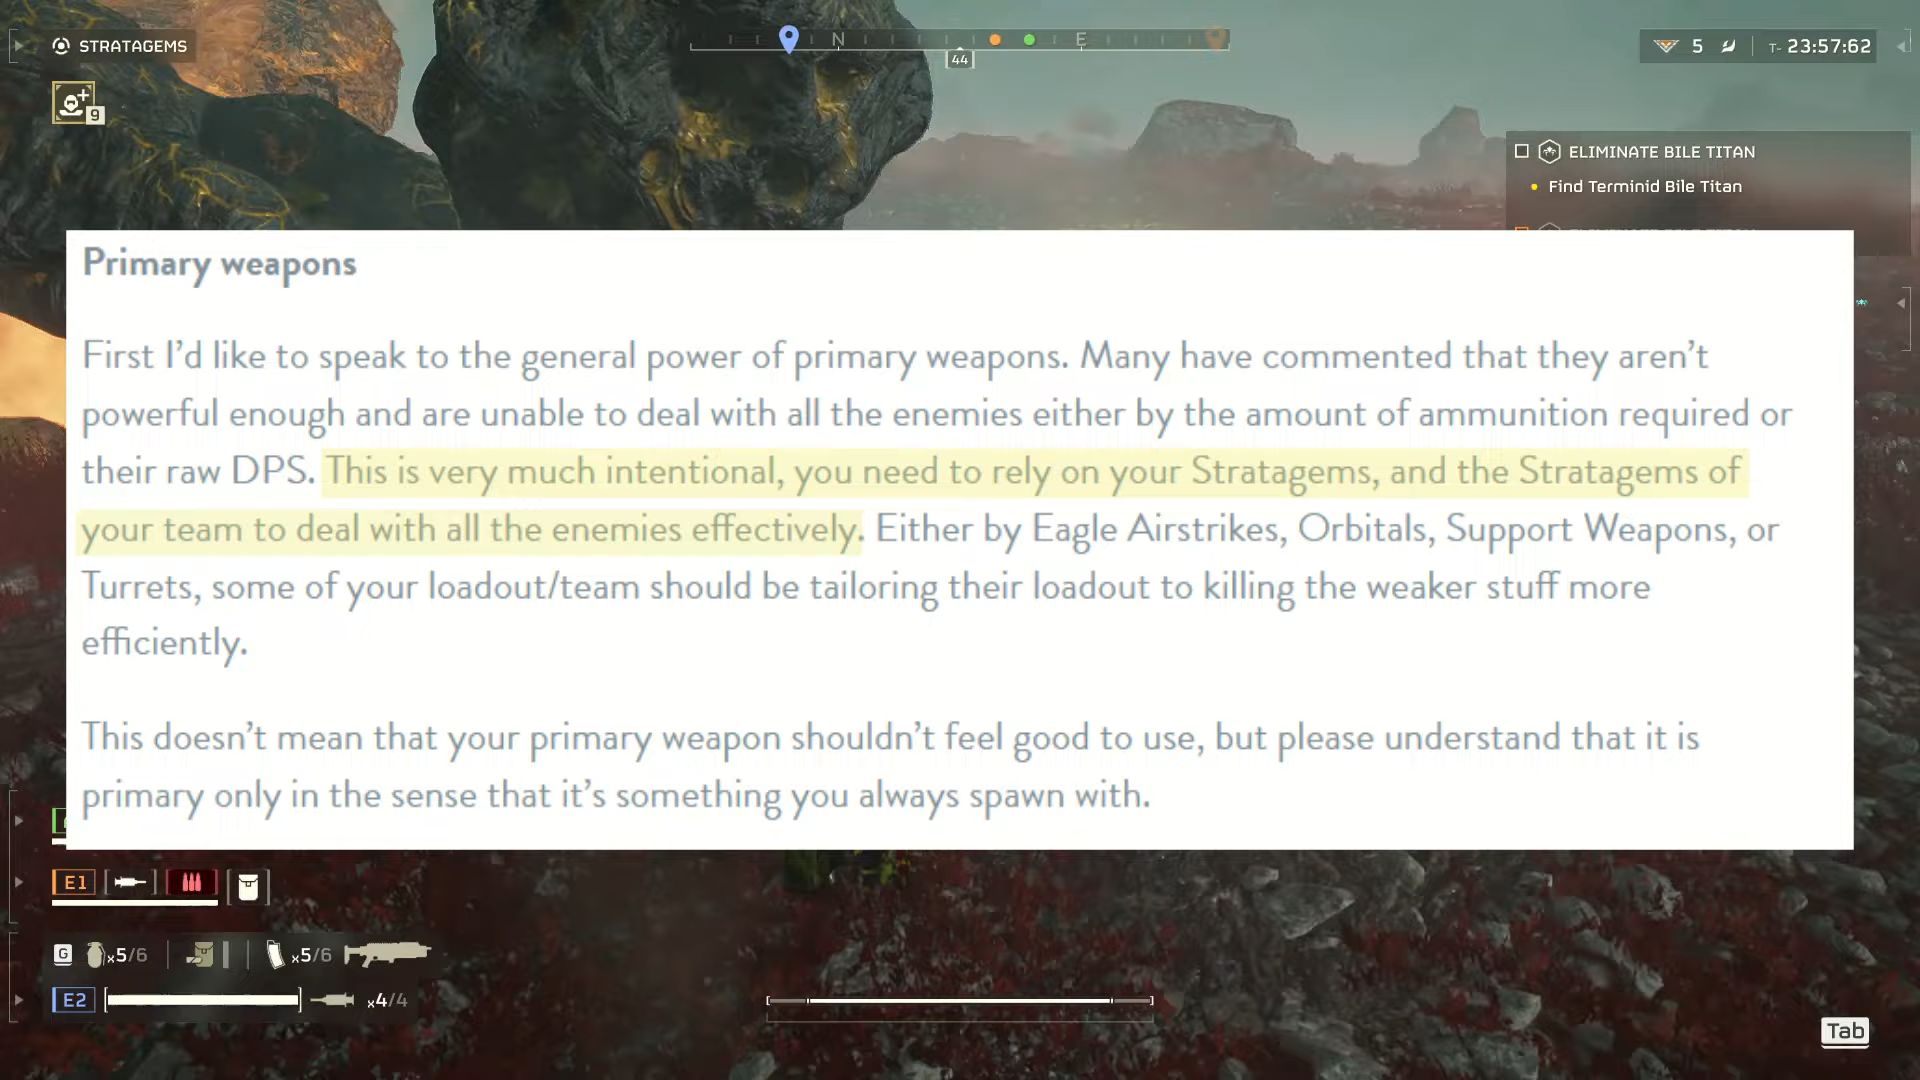 STRATAGEMS
N
E
44
5
T- 23:57:62
9
ELIMINATE BILE TITAN
Find Terminid Bile Titan
Primary weapons
First I’d like to speak to the general power of primary weapons. Many have commented that they aren’t
powerful enough and are unable to deal with all the enemies either by the amount of ammunition required or
their raw DPS. This is very much intentional, you need to rely on your Stratagems, and the Stratagems of
your team to deal with all the enemies effectively. Either by Eagle Airstrikes, Orbitals, Support Weapons, or
Turrets, some of your loadout/team should be tailoring their loadout to killing the weaker stuff more
efficiently.
This doesn’t mean that your primary weapon shouldn’t feel good to use, but please understand that it is
primary only in the sense that it’s something you always spawn with.
E1
G x5/6 x5/6
E2 x4/4
Tab